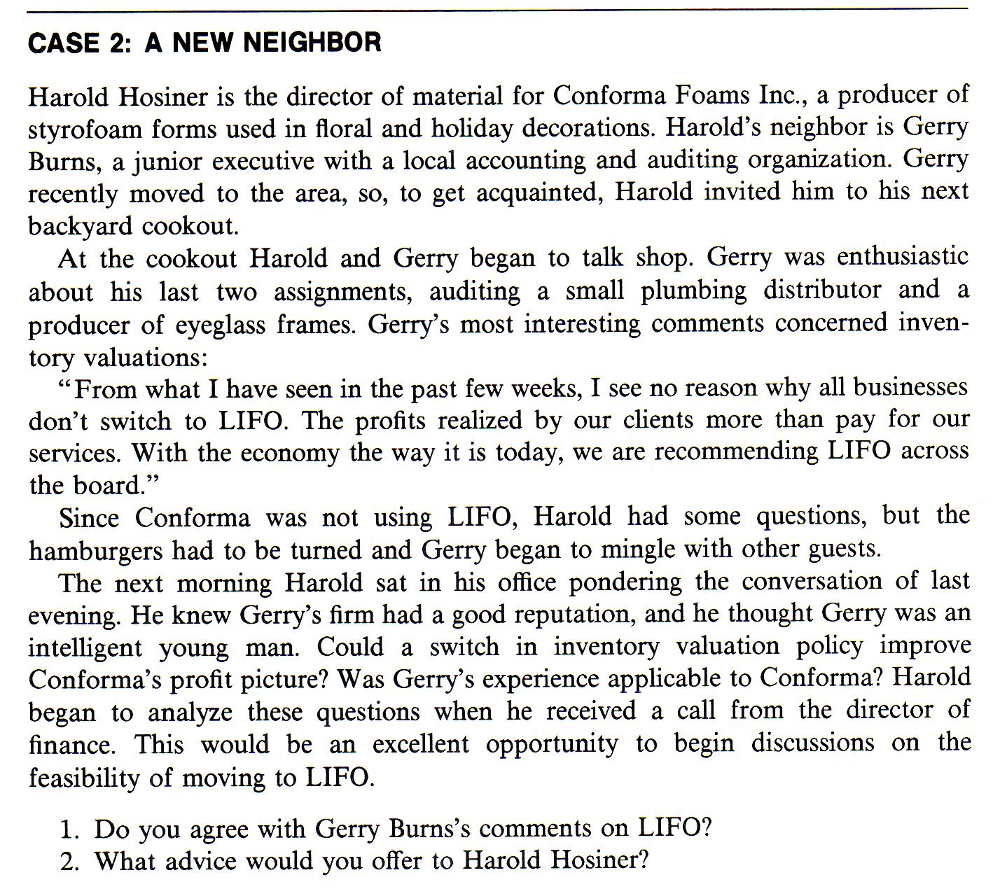 CASE 2: A NEW NEIGHBOR
Harold Hosiner is the director of material for Conforma Foams Inc., a producer of
styrofoam forms used in floral and holiday decorations. Harold's neighbor is Gerry
Burns, a junior executive with a local accounting and auditing organization. Gerry
recently moved to the area, so, to get acquainted, Harold invited him to his next
backyard cookout.
At the cookout Harold and Gerry began to talk shop. Gerry was enthusiastic
about his last two assignments, auditing a small plumbing distributor and a
producer of eyeglass frames. Gerry's most interesting comments concerned inven-
tory valuations:
“From what I have seen in the past few weeks, I see no reason why all businesses
don't switch to LIFO. The profits realized by our clients more than pay for our
services. With the economy the way it is today, we are recommending LIFO across
the board.”
Since Conforma was not using LIFO, Harold had some questions, but the
hamburgers had to be turned and Gerry began to mingle with other guests.
The next morning Harold sat in his office pondering the conversation of last
evening. He knew Gerry's firm had a good reputation, and he thought Gerry was an
intelligent young man. Could a switch in inventory valuation policy improve
Conforma's profit picture? Was Gerry's experience applicable to Conforma? Harold
began to analyze these questions when he received a call from the director of
finance. This would be an excellent opportunity to begin discussions on the
feasibility of moving to LIFO.
1. Do you agree with Gerry Burns's comments on LIFO?
2. What advice would you offer to Harold Hosiner?